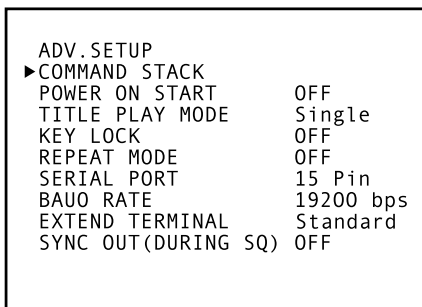 ADV.SETUP
▶COMMAND STACK
POWER ON START OFF
TITLE PLAY MODE Single
KEY LOCK OFF
REPEAT MODE OFF
SERIAL PORT 15 Pin
BAUO RATE 19200 bps
EXTEND TERMINAL Standard
SYNC OUT(DURING SQ) OFF